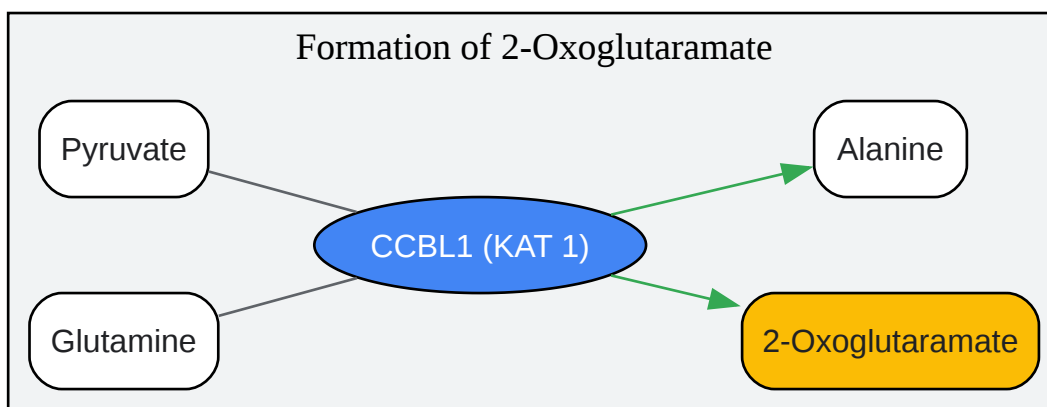 Formation of 2-Oxoglutaramate
Pyruvate
Alanine
CCBL1 (KAT 1)
Glutamine
2-Oxoglutaramate